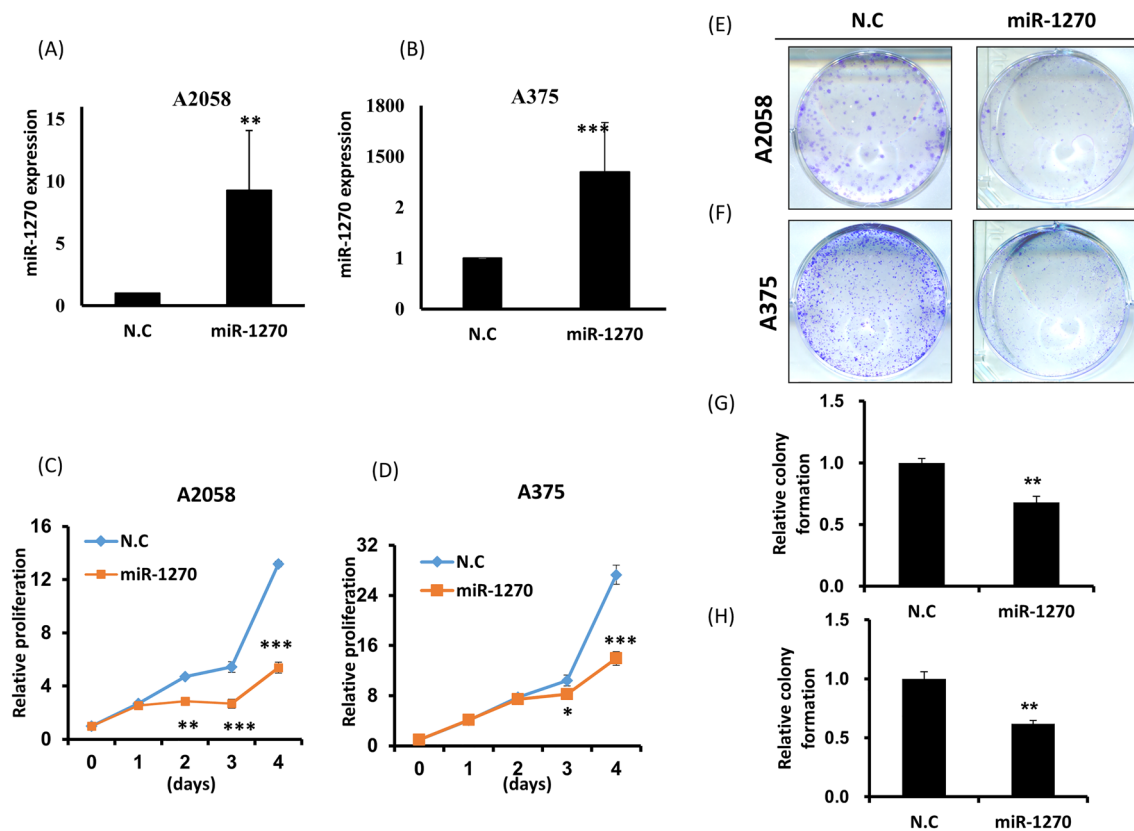 (A)
A2058
miR-1270 expression
15
10
5
0
**
N.C
miR-1270
(B)
A375
miR-1270 expression
1800
1500
2
1
0
***
N.C
miR-1270
(C)
A2058
Relative proliferation
16
12
8
4
0
N.C
miR-1270
**
***
***
0 1 2 3 4
(days)
(D)
A375
Relative proliferation
32
24
16
8
0
N.C
miR-1270
*
***
0 1 2 3 4
(days)
(E)
N.C miR-1270
A2058
(F)
A375
(G)
Relative colony
formation
1.5
1.0
0.5
0.0
**
N.C miR-1270
(H)
Relative colony
formation
1.5
1.0
0.5
0.0
**
N.C miR-1270